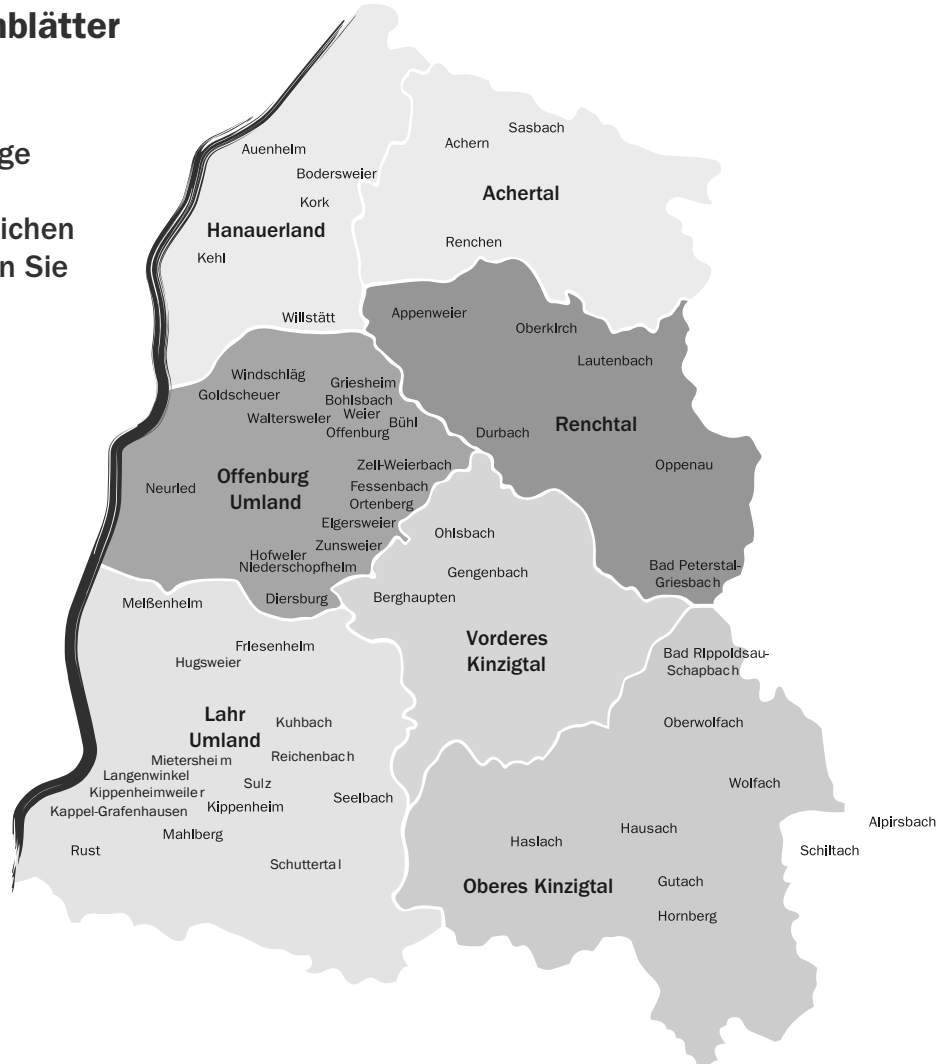 nblätter
ge
ichen
n Sie
Auenheim
Bodersweier
Kork
Hanauerland
Kehl
Willstätt
Sasbach
Achern
Achertal
Renchen
Appenweier
Oberkirch
Lautenbach
Durbach
Renchtal
Oppenau
Bad Peterstal-
Griesbach
Windschläg
Goldscheuer
Griesheim
Bohlsbach
Waltersweier
Weier
Bühl
Offenburg
Zell-Weierbach
Offenburg
Umland
Neuried
Fessenbach
Ortenberg
Elgersweier
Zunsweier
Hofweier
Niederschopfheim
Diersburg
Ohlsbach
Gengenbach
Berghaupten
Vorderes
Kinzigtal
Meißenheim
Friesenheim
Hugsweier
Lahr
Umland
Kuhbach
Mietersheim
Reichenbach
Langenwinkel
Kippenheimweiler
Sulz
Seelbach
Kappel-Grafenhausen
Kippenheim
Mahlberg
Rust
Schuttertal
Bad Rippoldsau-
Schapbach
Oberwolfach
Wolfach
Alpirsbach
Hausach
Haslach
Schiltach
Oberes Kinzigtal
Gutach
Hornberg